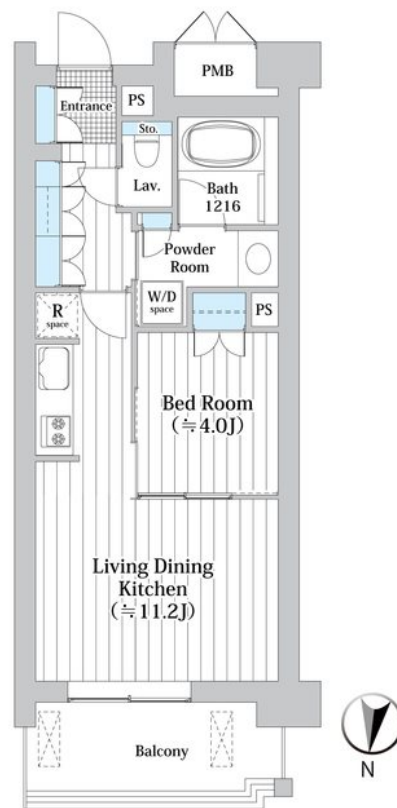 PMB
Entrance
PS
Sto.
Lav.
Bath
1216
Powder
Room
R
space
W/D
space
PS
Bed Room
(≒4.0J)
Living Dining
Kitchen
(≒11.2J)
Balcony
N